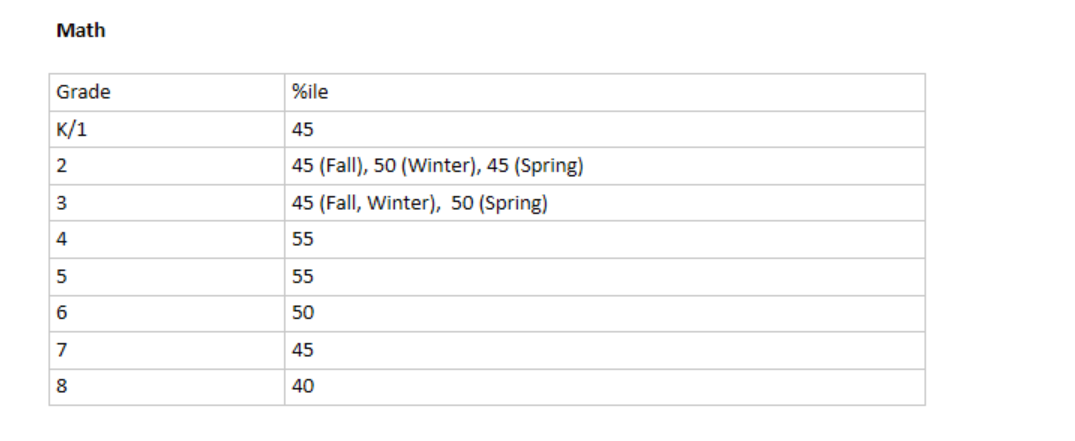 Math
Grade %ile
K/1 45
2 45 (Fall), 50 (Winter), 45 (Spring)
3 45 (Fall, Winter),  50 (Spring)
4 55
5 55
6 50
7 45
8 40